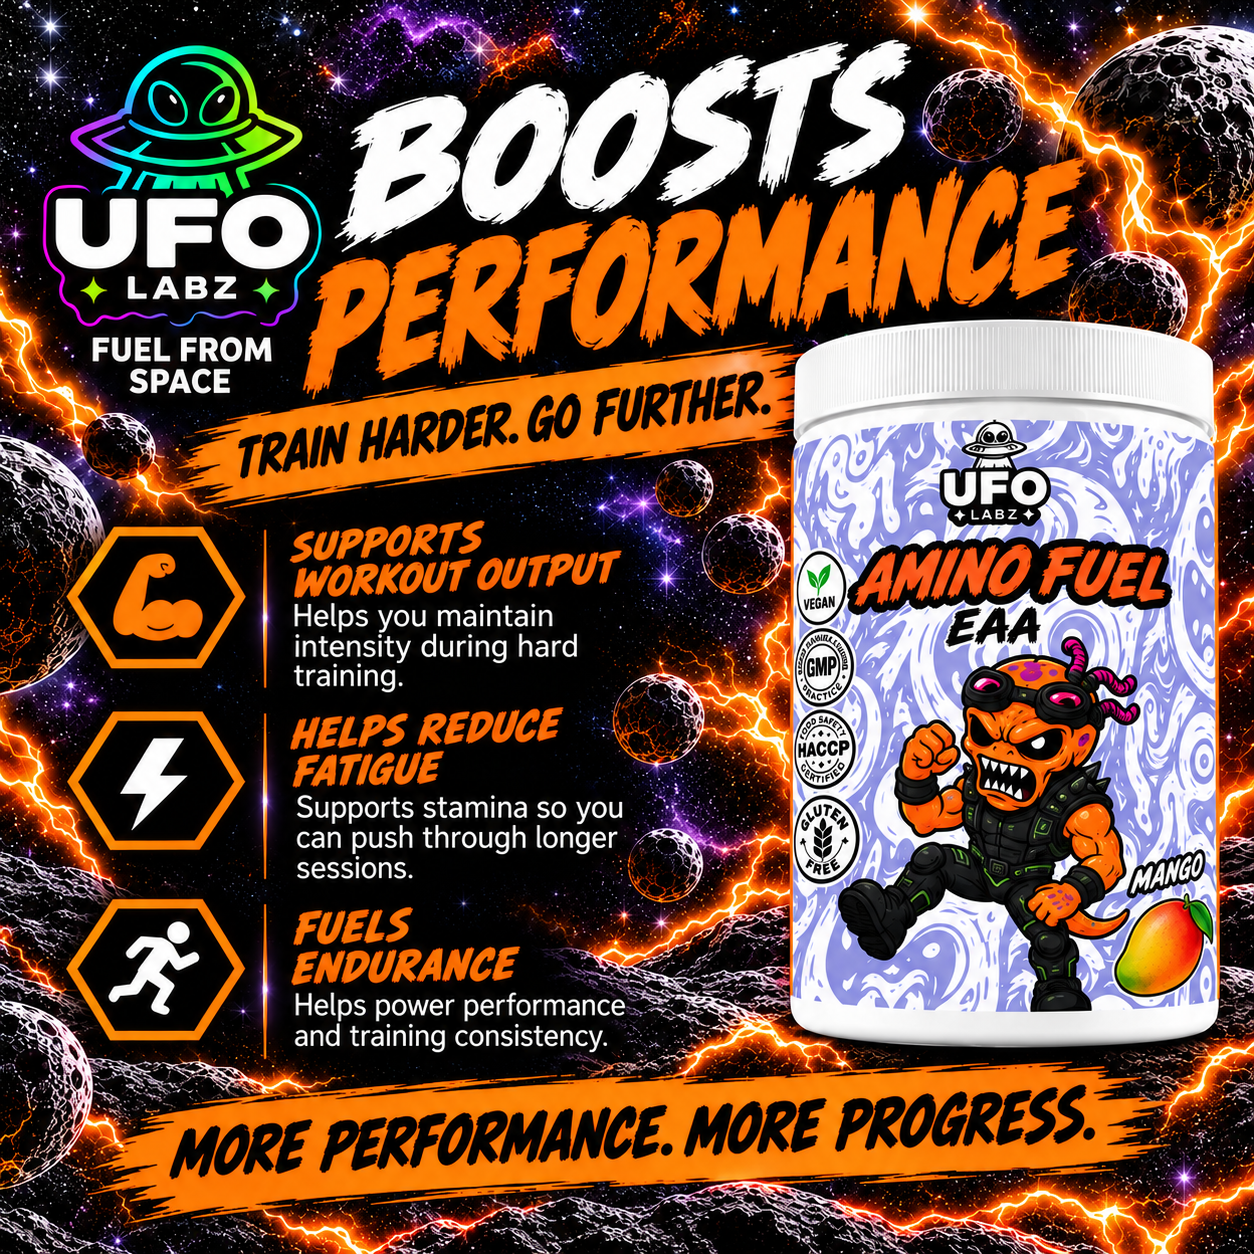 UFO
LABZ
FUEL FROM
SPACE
BOOSTS
PERFORMANCE
TRAIN HARDER. GO FURTHER.
SUPPORTS
WORKOUT OUTPUT
Helps you maintain
intensity during hard
training.
HELPS REDUCE
FATIGUE
Supports stamina so you
can push through longer
sessions.
FUELS
ENDURANCE
Helps power performance
and training consistency.
UFO
LABZ
AMINO FUEL
EAA
VEGAN
GMP
PRACTICE
FOOD SAFETY
HACCP
CERTIFIED
GLUTEN
FREE
MANGO
MORE PERFORMANCE. MORE PROGRESS.